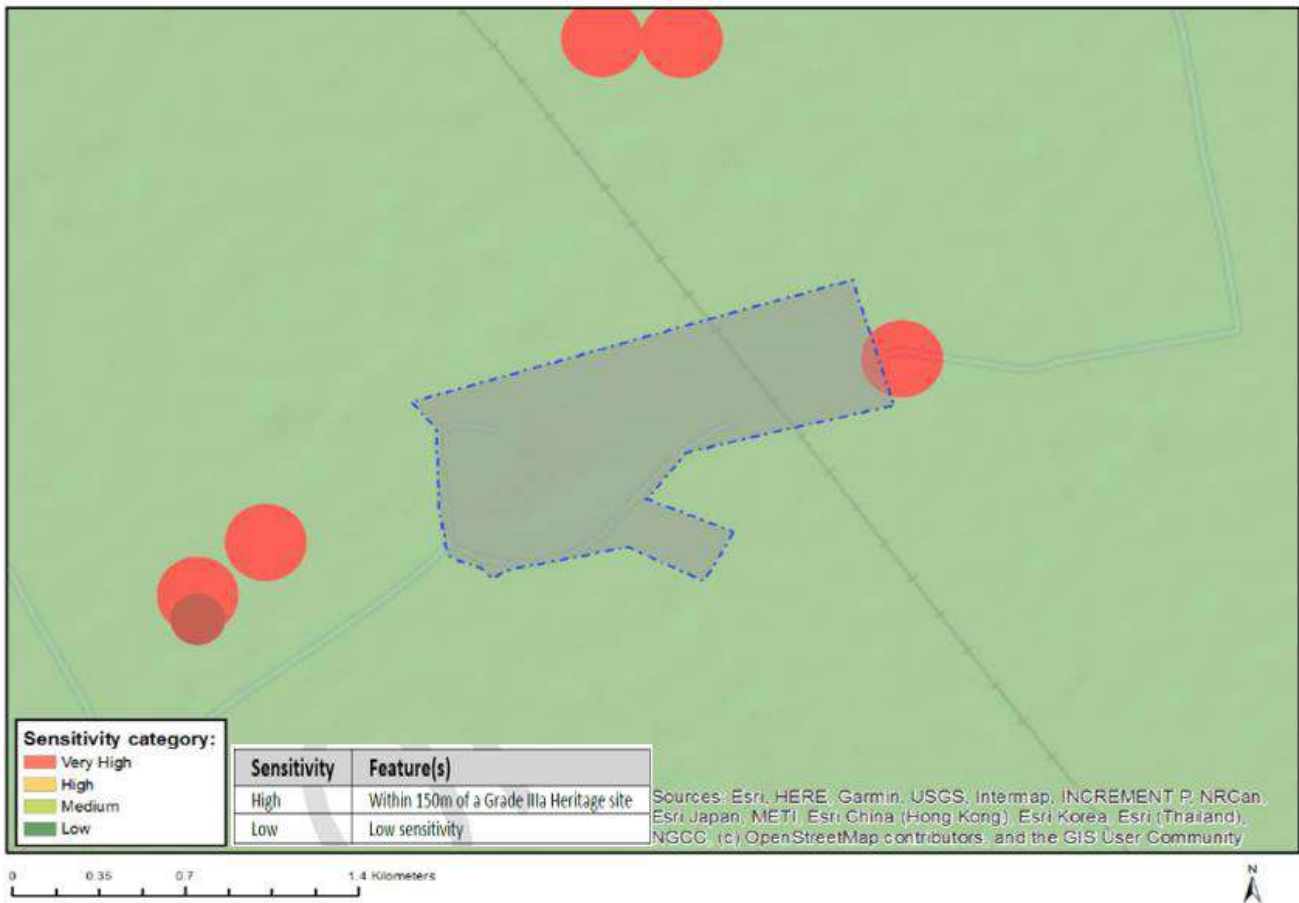 Sensitivity category:
Very High
High
Medium
Low
Sensitivity Feature(s)
High Within 150m of a Grade IIIa Heritage site
Low Low sensitivity
Sources: Esri, HERE, Garmin, USGS, Intermap, INCREMENT P, NRCan,
Esri Japan, METI, Esri China (Hong Kong), Esri Korea, Esri (Thailand),
NGCC, (c) OpenStreetMap contributors, and the GIS User Community
0 0.35 0.7 1.4 Kilometers
N